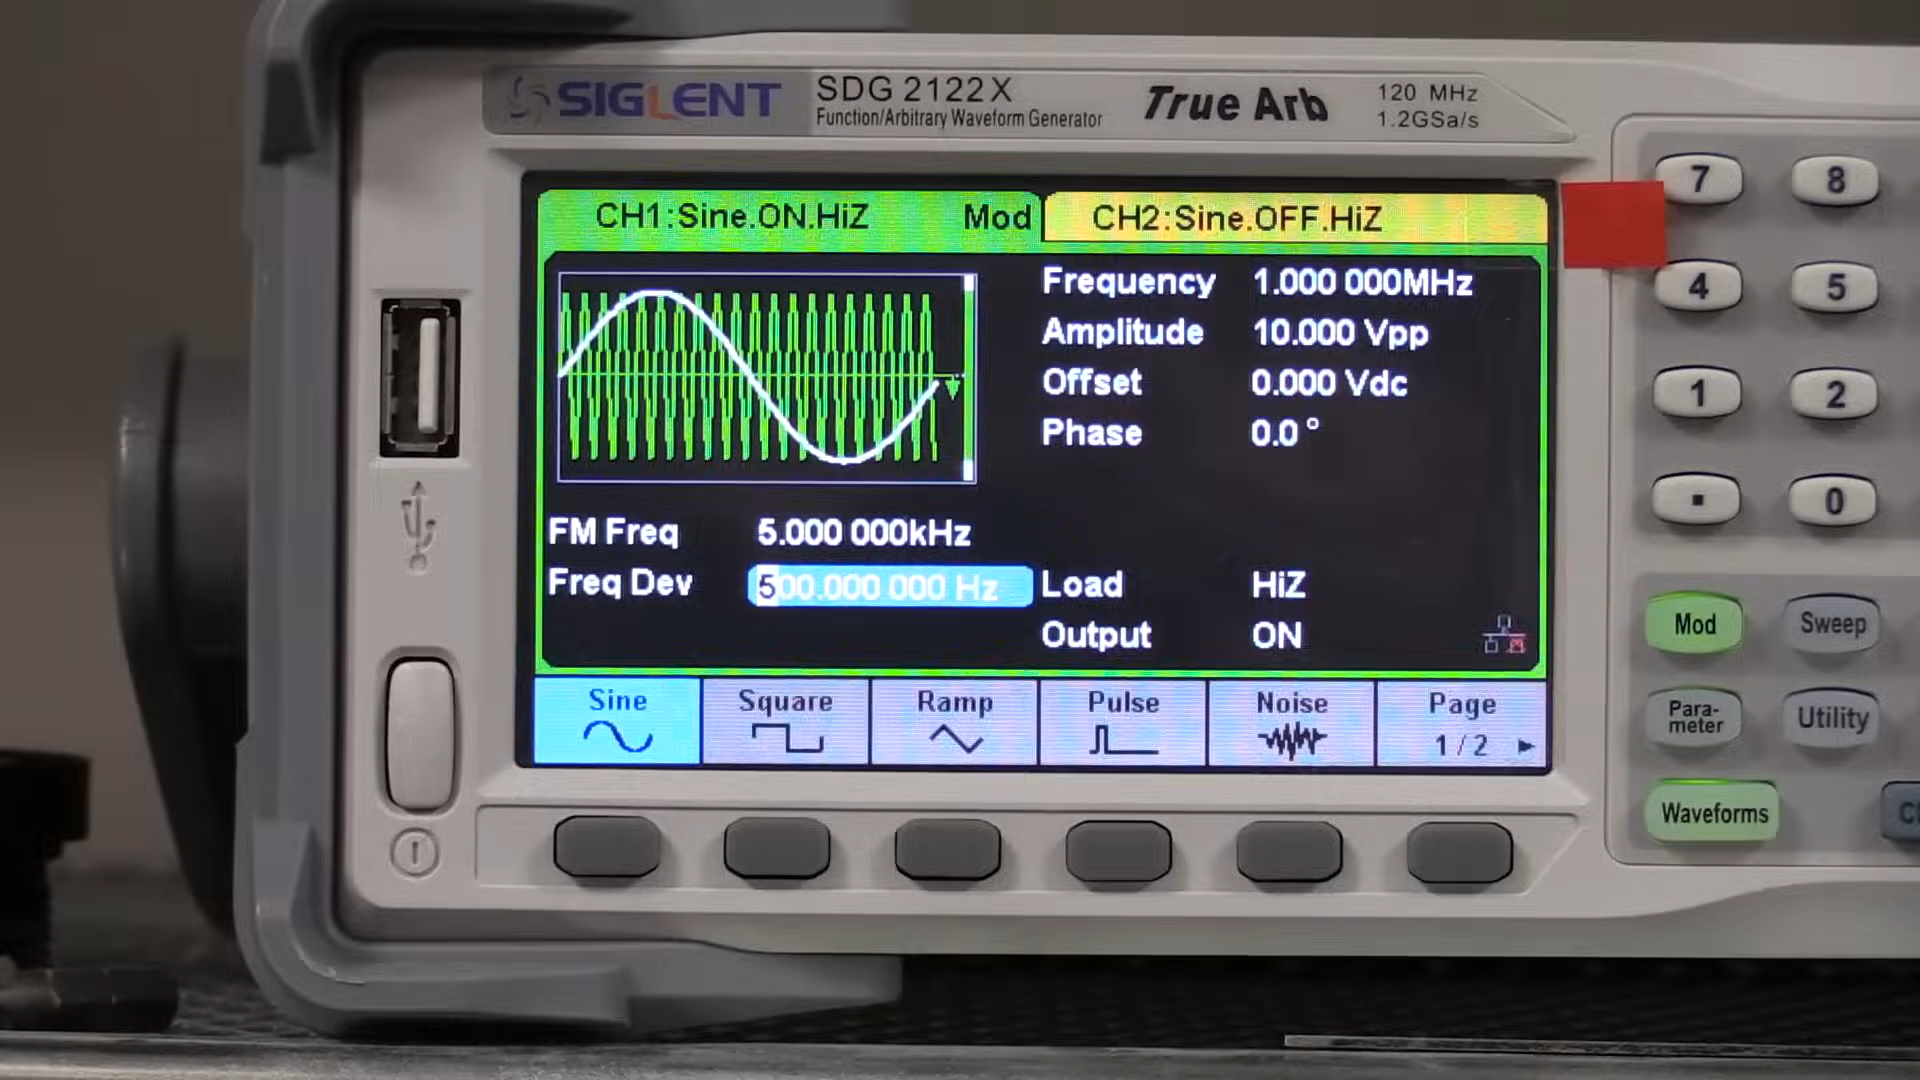 SIGLENT
SDG 2122X
Function/Arbitrary Waveform Generator
True Arb
120 MHz
1.2GSa/s
CH1:Sine.ON.HiZ Mod
CH2:Sine.OFF.HiZ
Frequency 1.000 000MHz
Amplitude 10.000 Vpp
Offset 0.000 Vdc
Phase 0.0 °
FM Freq 5.000 000kHz
Freq Dev 500.000 000 Hz
Load HiZ
Output ON
Sine
Square
Ramp
Pulse
Noise
Page
1 / 2 ►
7 8
4 5
1 2
. 0
Mod
Sweep
Para-
meter
Utility
Waveforms